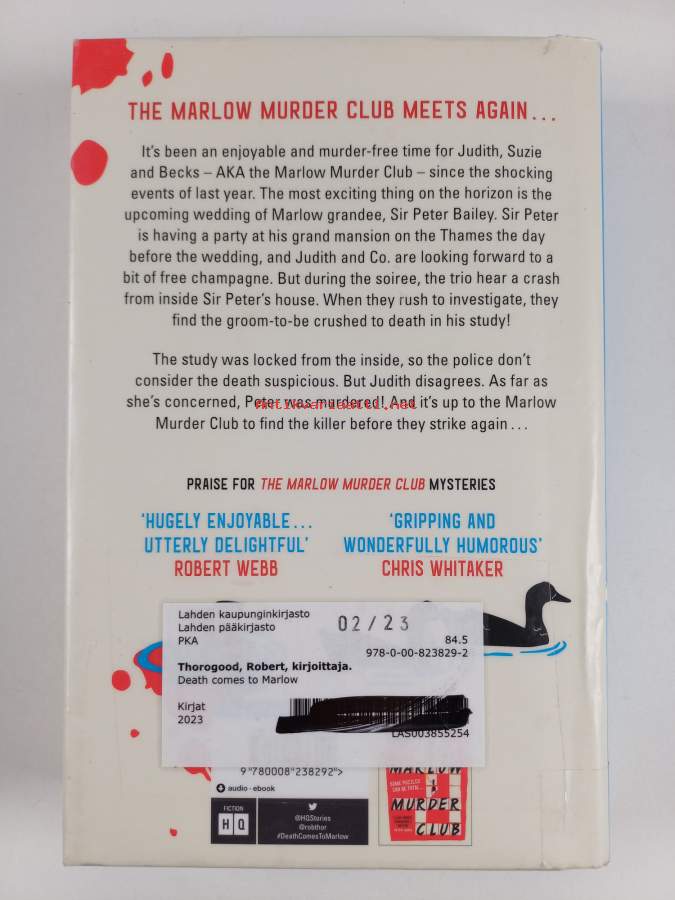 THE MARLOW MURDER CLUB MEETS AGAIN...
It's been an enjoyable and murder-free time for Judith, Suzie
and Becks – AKA the Marlow Murder Club – since the shocking
events of last year. The most exciting thing on the horizon is the
upcoming wedding of Marlow grandee, Sir Peter Bailey. Sir Peter
is having a party at his grand mansion on the Thames the day
before the wedding, and Judith and Co. are looking forward to a
bit of free champagne. But during the soiree, the trio hear a crash
from inside Sir Peter's house. When they rush to investigate, they
find the groom-to-be crushed to death in his study!
The study was locked from the inside, so the police don't
consider the death suspicious. But Judith disagrees. As far as
she's concerned, Peter was murdered! And it's up to the Marlow
Antikvariaatti.net
Murder Club to find the killer before they strike again...
PRAISE FOR THE MARLOW MURDER CLUB MYSTERIES
'HUGELY ENJOYABLE...
UTTERLY DELIGHTFUL'
ROBERT WEBB
'GRIPPING AND
WONDERFULLY HUMOROUS'
CHRIS WHITAKER
Lahden kaupunginkirjasto
Lahden pääkirjasto
PKA
02/23
84.5
978-0-00-823829-2
Thorogood, Robert, kirjoittaja.
Death comes to Marlow
Kirjat
2023
LAS003855254
9 "780008"238292">
audio · ebook
FICTION
HQ
@HQStories
@robthor
#DeathComesToMarlow
MARLOW
MURDER
CLUB